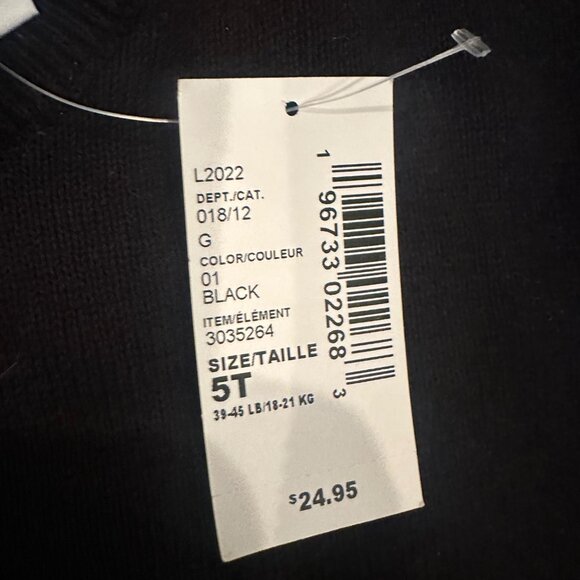 L2022
DEPT./CAT.
018/12
G
COLOR/COULEUR
01
BLACK
ITEM/ÉLÉMENT
3035264
SIZE/TAILLE
5T
39-45 LB/18-21 KG
$24.95
1 96733 02268 3